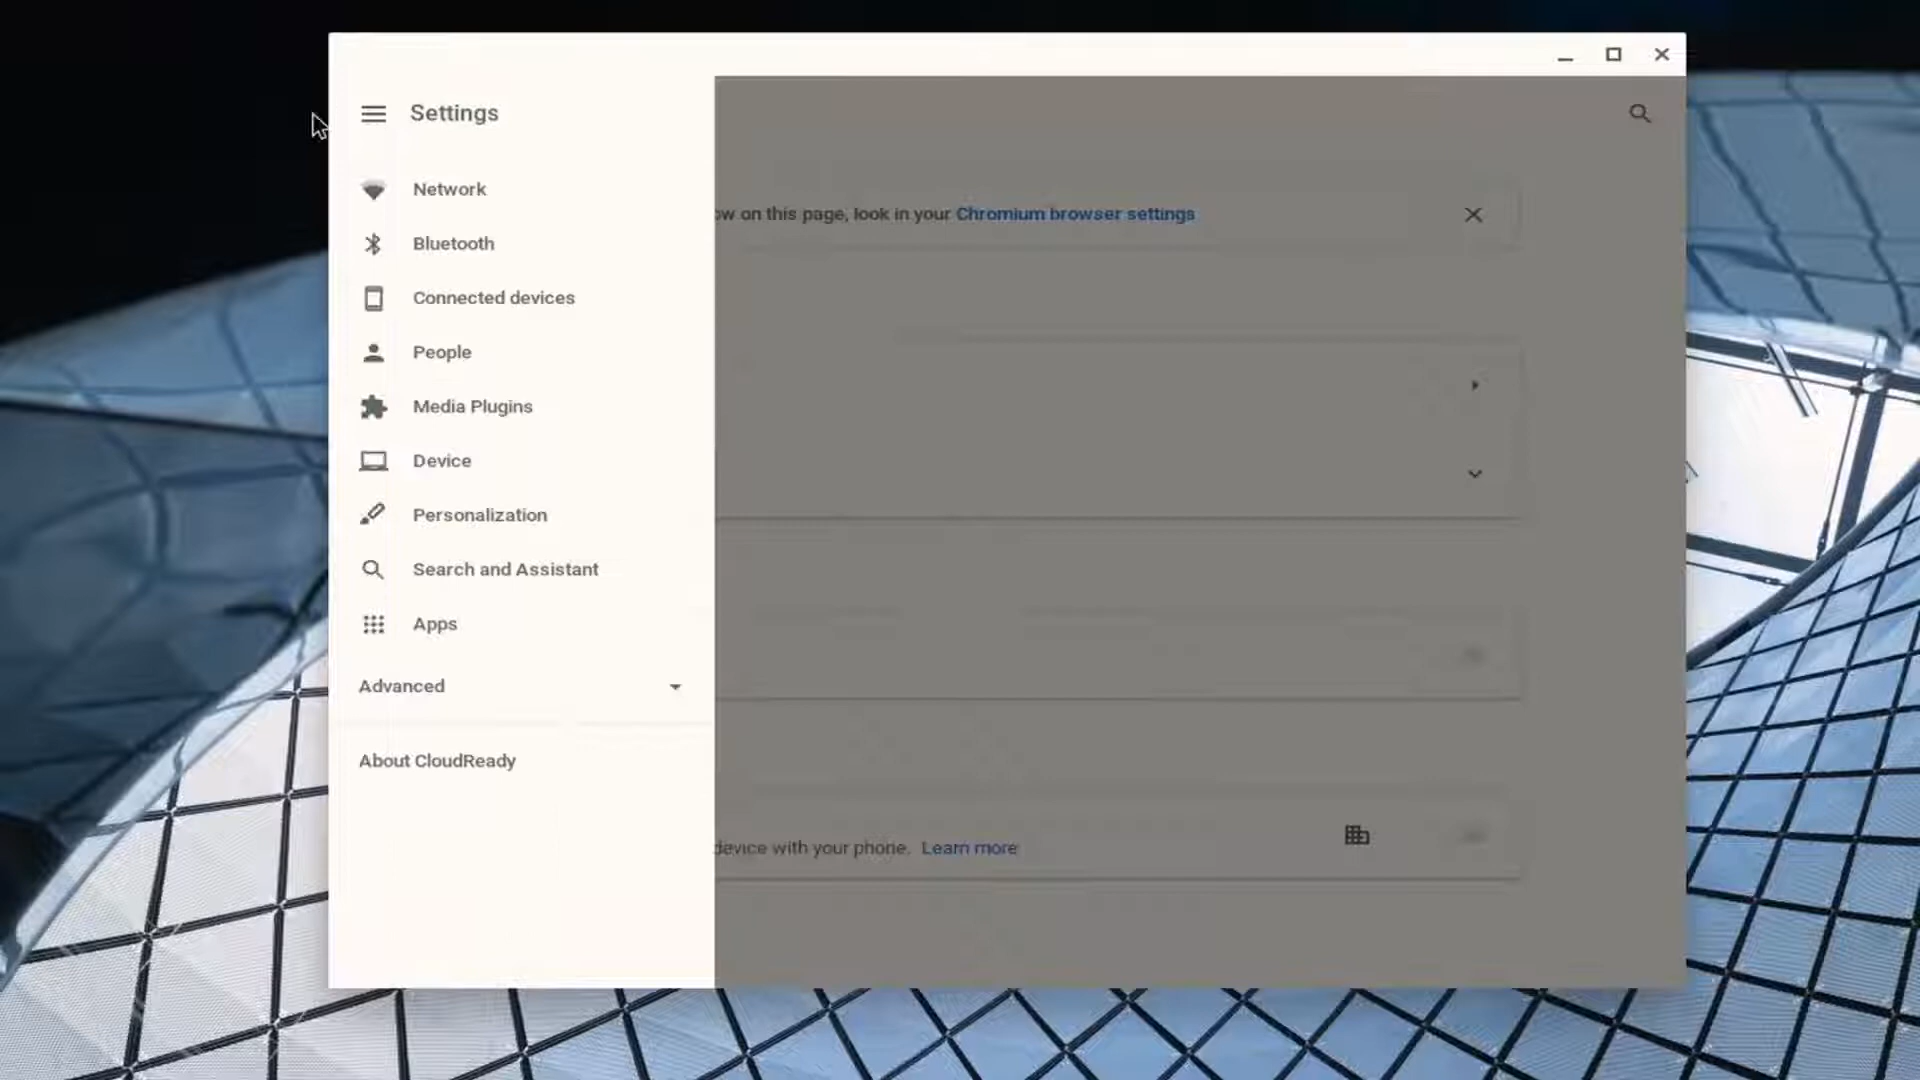 Settings
Network
Bluetooth
Connected devices
People
Media Plugins
Device
Personalization
Search and Assistant
Apps
Advanced
About CloudReady
on this page, look in your Chromium browser settings
device with your phone. Learn more